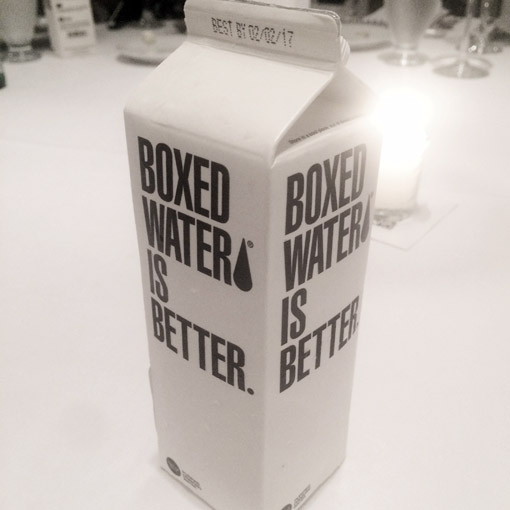 BEST BY 02/02/17
BOXED
WATER
IS
BETTER.
BOXED
WATER
IS
BETTER.